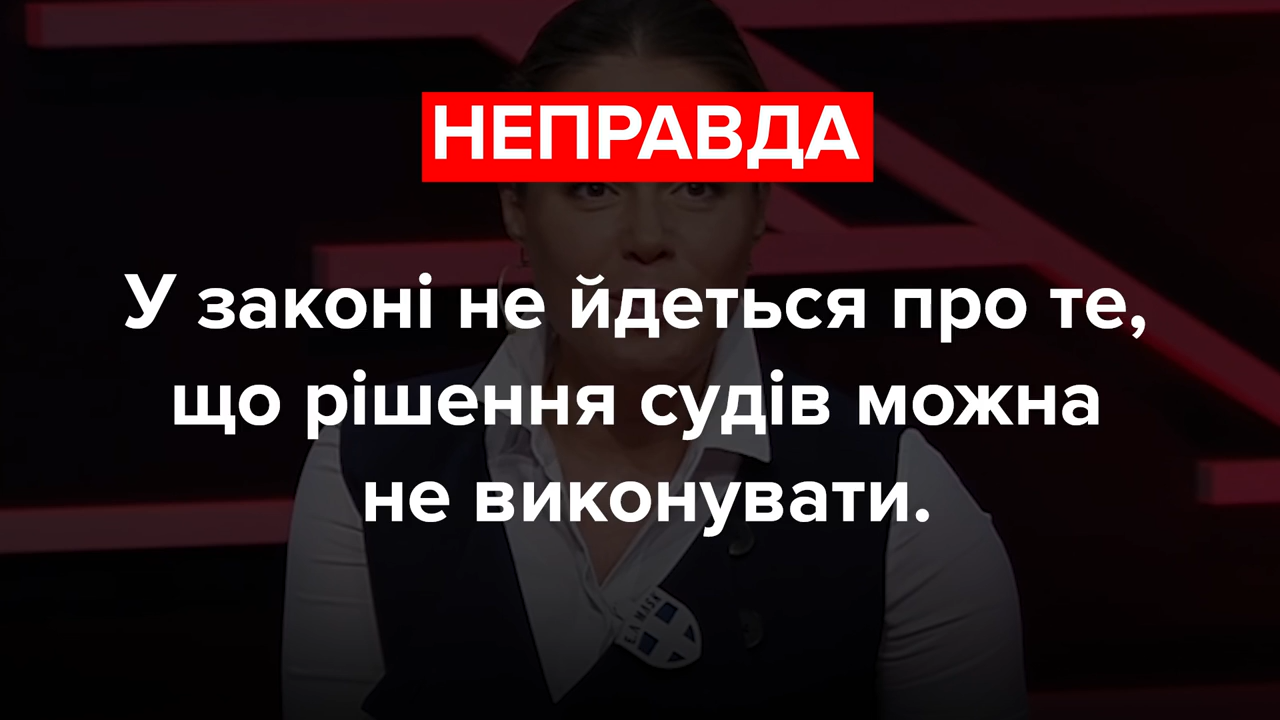 НЕПРАВДА
У законі не йдеться про те,
що рішення судів можна
не виконувати.